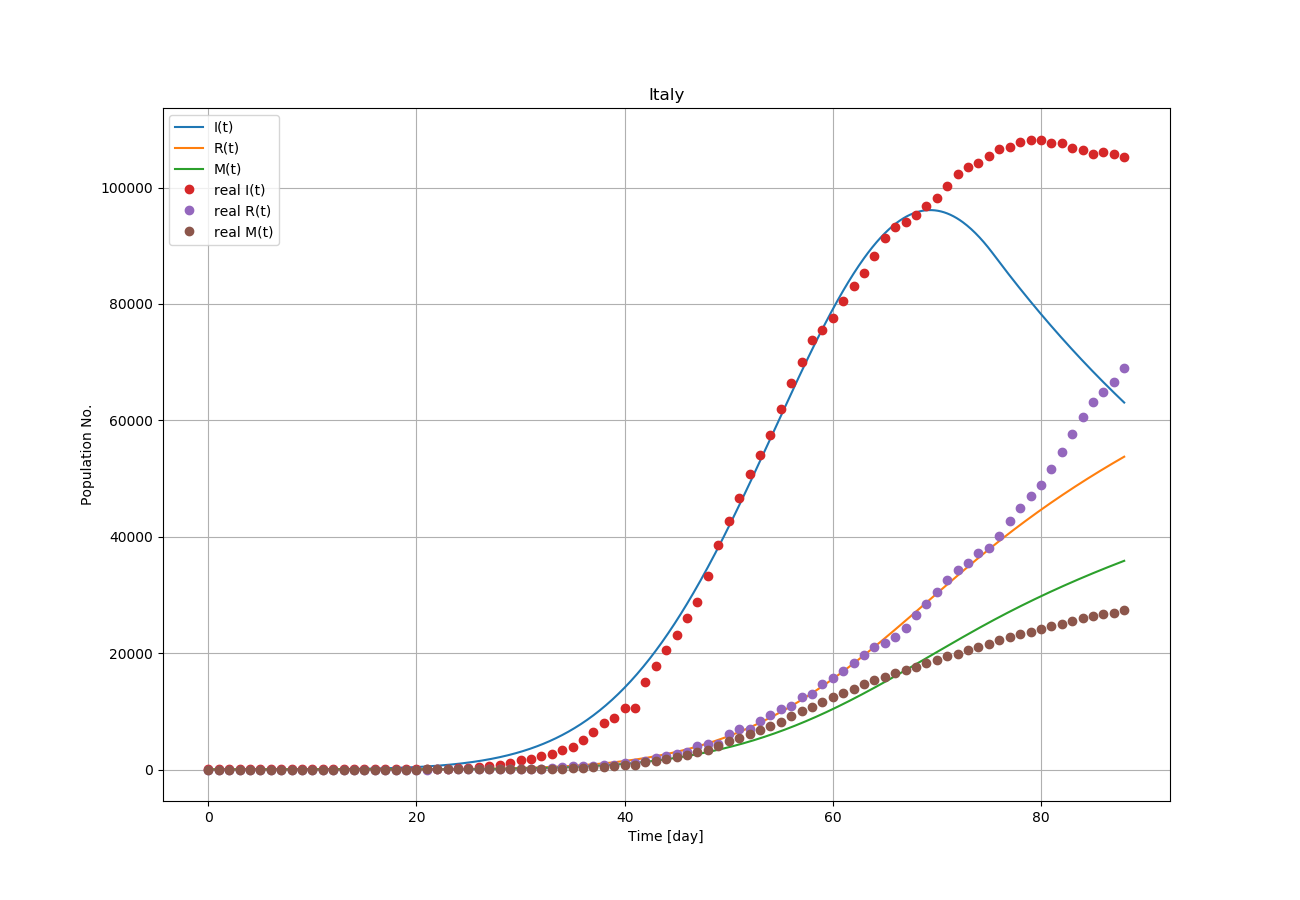 Italy
I(t)
R(t)
M(t)
real I(t)
real R(t)
real M(t)
100000
80000
60000
40000
20000
0
Population No.
0 20 40 60 80
Time [day]